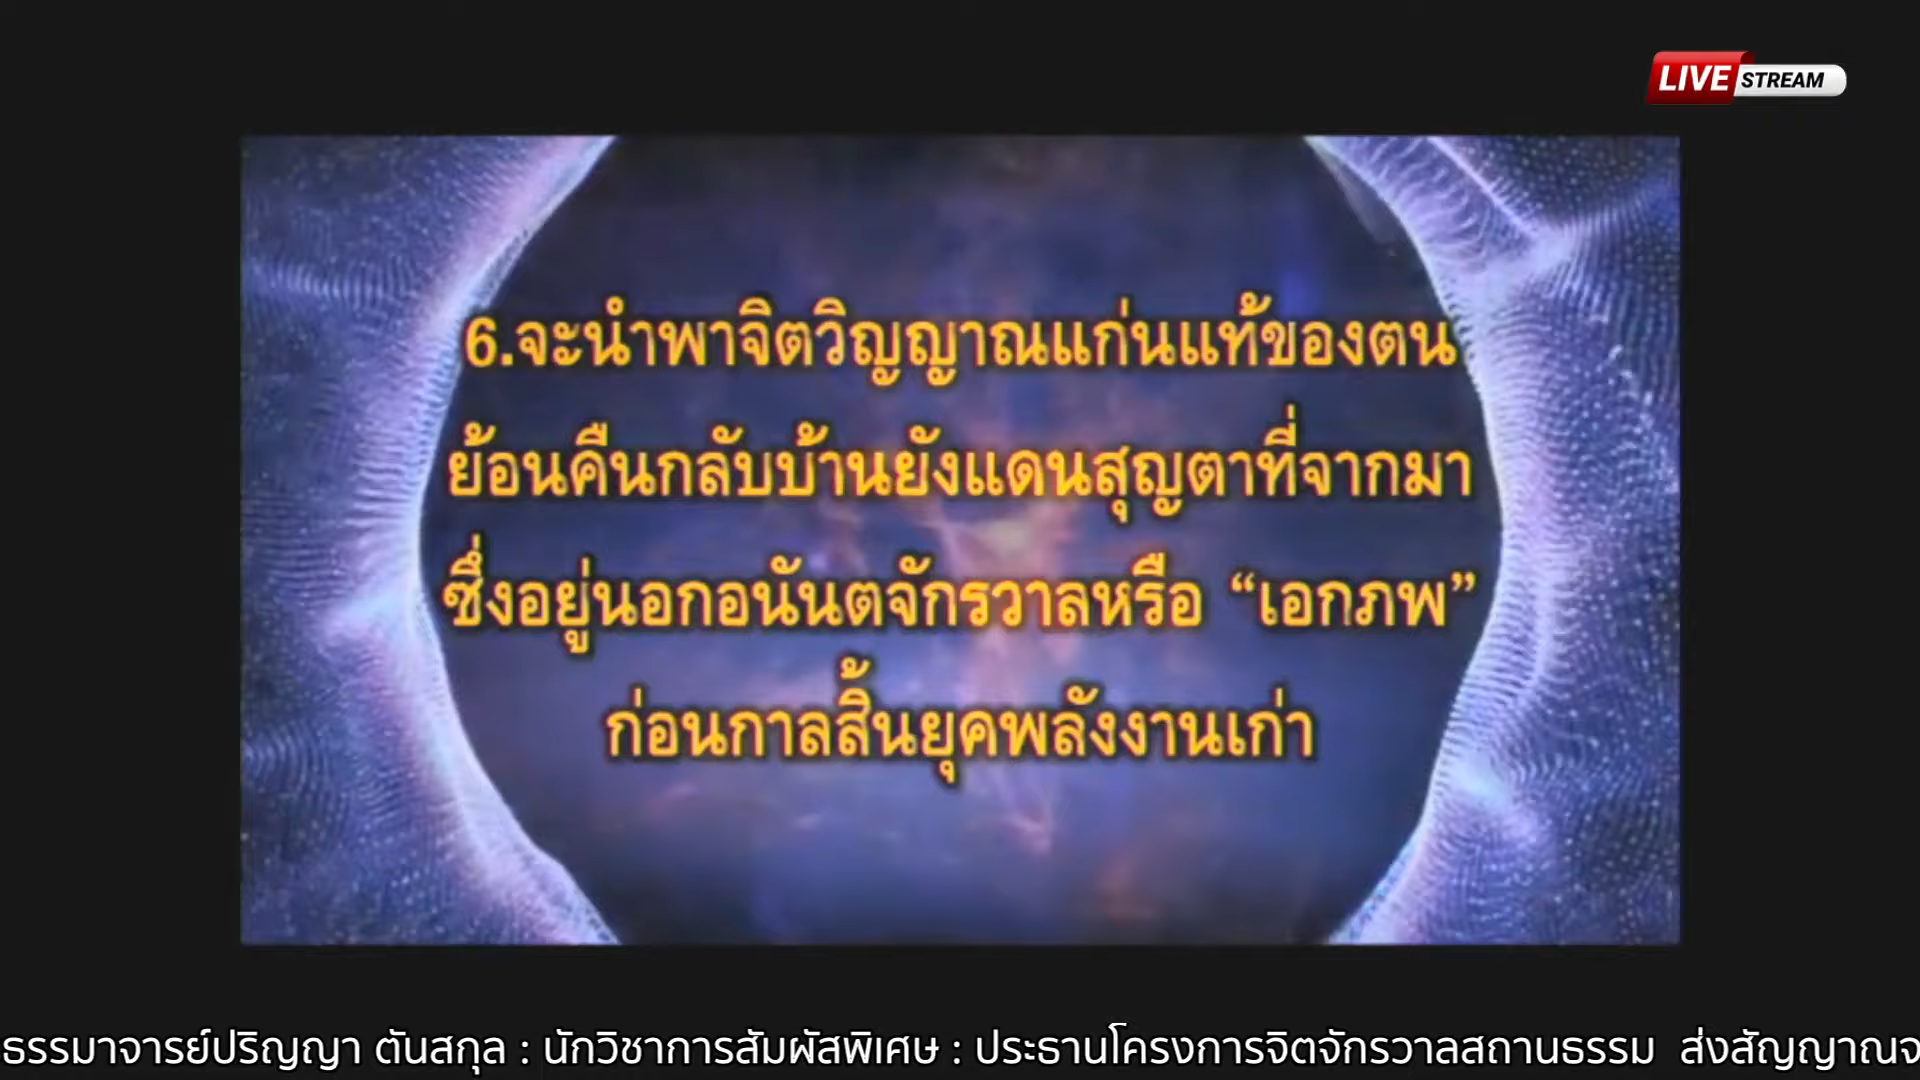 LIVE STREAM
6.จะนำพาจิตวิญญาณแก่นแท้ของตน
ย้อนคืนกลับบ้านยังแดนสุญตาที่จากมา
ซึ่งอยู่นอกอนันตจักรวาลหรือ “เอกภพ”
ก่อนกาลสิ้นยุคพลังงานเก่า
ธรรมาจารย์ปริญญา ตันสกุล : นักวิชาการสัมผัสพิเศษ : ประธานโครงการจิตจักรวาลสถานธรรม ส่งสัญญาณจ